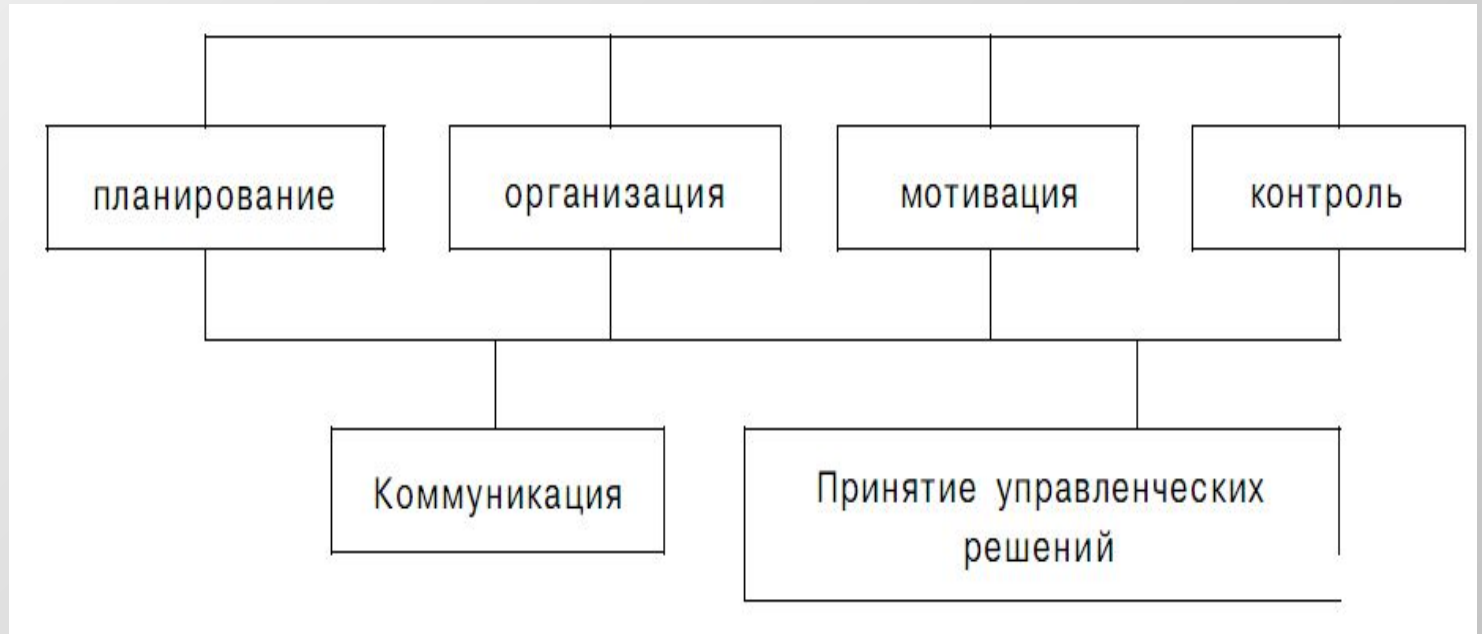 планирование
организация
мотивация
контроль
Коммуникация
Принятие управленческих
решений